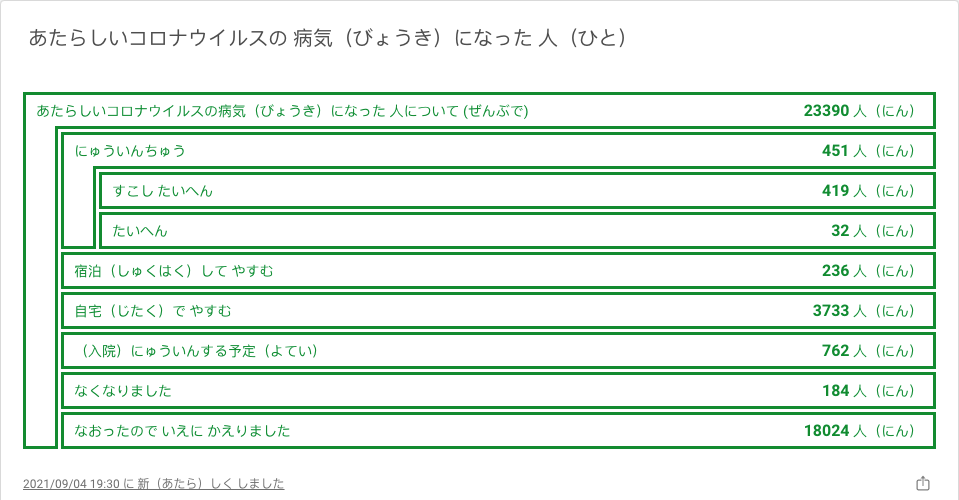 あたらしいコロナウイルスの 病気（びょうき）になった 人（ひと）
あたらしいコロナウイルスの病気（びょうき）になった 人について (ぜんぶで) 23390 人（にん）
にゅういんちゅう 451 人（にん）
すこし たいへん 419 人（にん）
たいへん 32 人（にん）
宿泊（しゅくはく）して やすむ 236 人（にん）
自宅（じたく）で やすむ 3733 人（にん）
（入院）にゅういんする予定（よてい） 762 人（にん）
なくなりました 184 人（にん）
なおったので いえに かえりました 18024 人（にん）
2021/09/04 19:30 に 新（あたら）しく しました